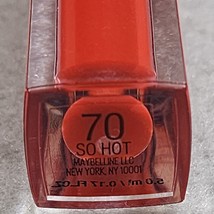 70
SO HOT
MAYBELLINE LLC
NEW YORK, NY 10001
5.0 ml / 0.17 FL.OZ.